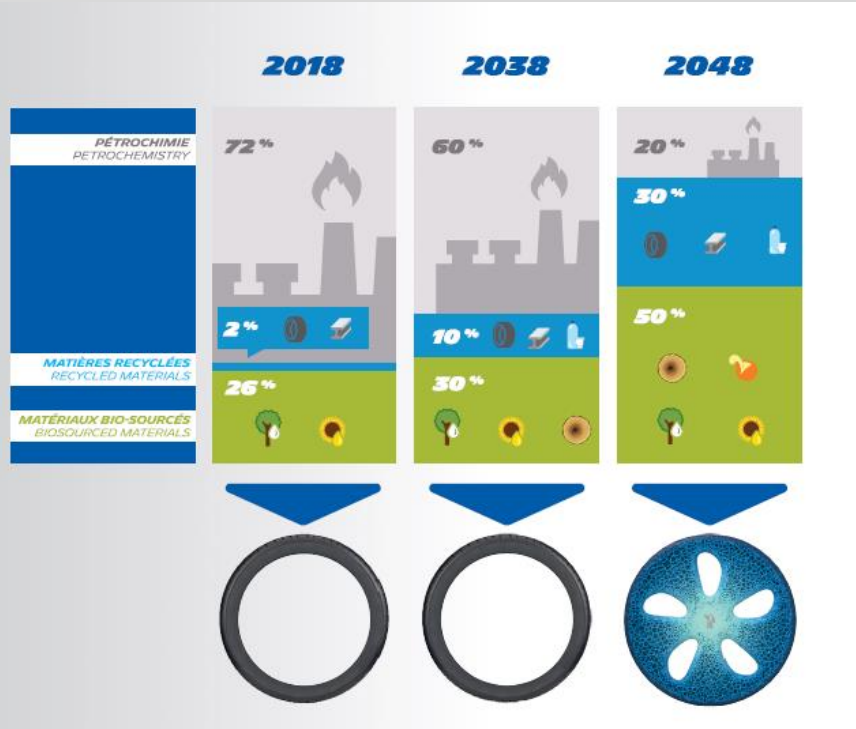 2018
2038
2048
PÉTROCHIMIE
PETROCHEMISTRY
72 %
60 %
20 %
30 %
2 %
10 %
50 %
MATIÈRES RECYCLÉES
RECYCLED MATERIALS
26 %
30 %
MATÉRIAUX BIO-SOURCÉS
BIOSOURCED MATERIALS